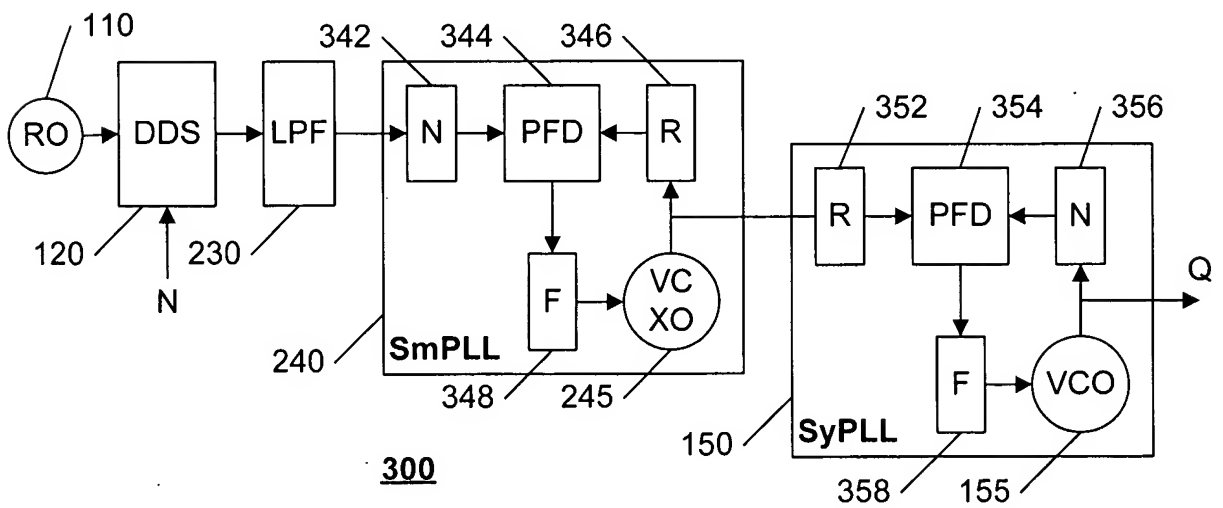 110
342
344
346
RO
DDS
LPF
N
PFD
R
352
354
356
R
PFD
N
120
N
230
F
VC
XO
Q
240
SmPLL
348
245
F
VCO
150
SyPLL
358
155
300